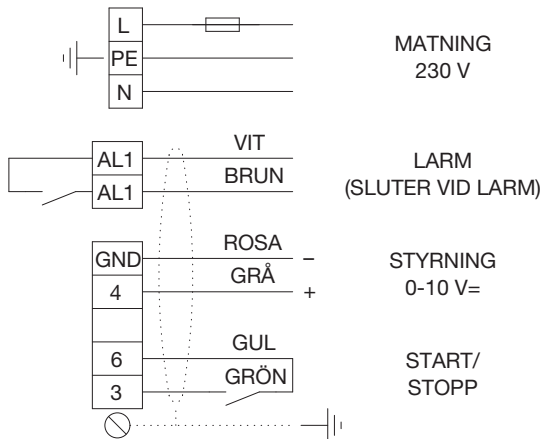 L
PE
N
MATNING
230 V
AL1
VIT
AL1
BRUN
LARM
(SLUTER VID LARM)
GND
ROSA
–
4
GRÅ
+
STYRNING
0-10 V=
6
GUL
3
GRÖN
START/
STOPP